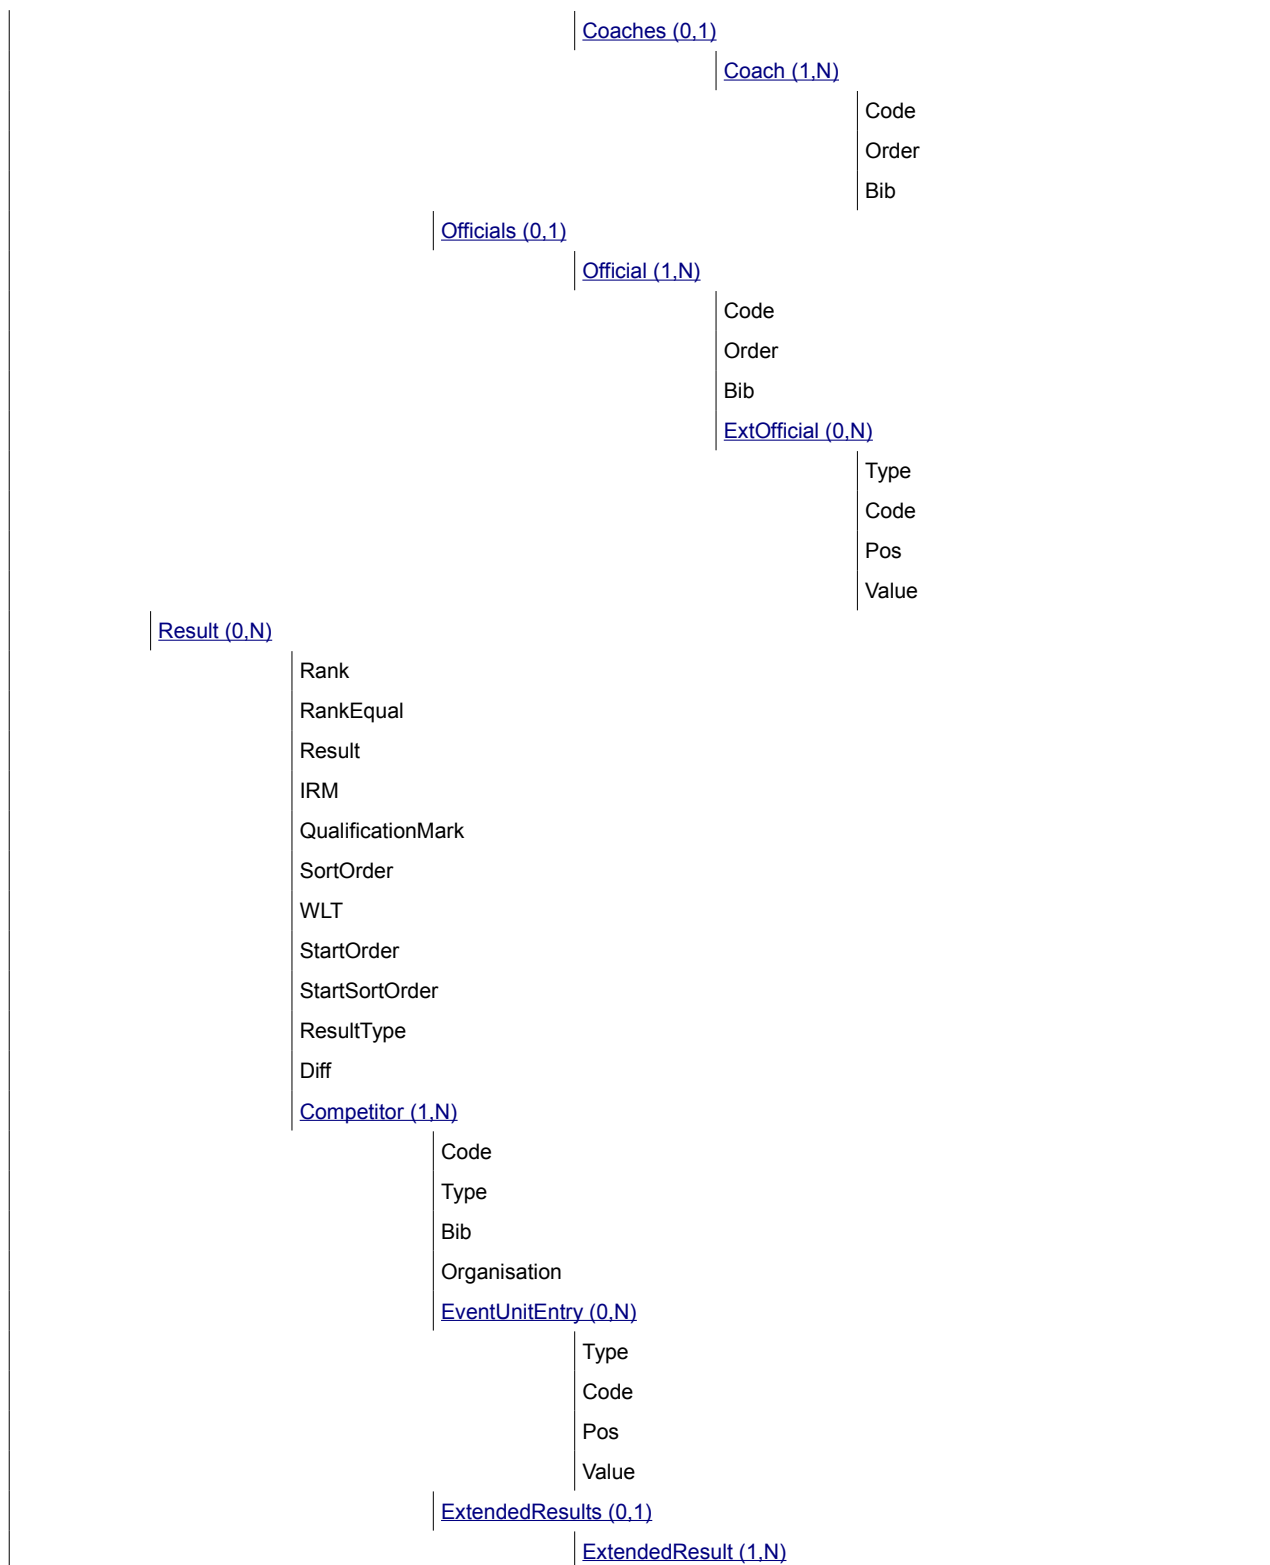 Coaches (0,1)
Coach (1,N)
Code
Order
Bib
Officials (0,1)
Official (1,N)
Code
Order
Bib
ExtOfficial (0,N)
Type
Code
Pos
Value
Result (0,N)
Rank
RankEqual
Result
IRM
QualificationMark
SortOrder
WLT
StartOrder
StartSortOrder
ResultType
Diff
Competitor (1,N)
Code
Type
Bib
Organisation
EventUnitEntry (0,N)
Type
Code
Pos
Value
ExtendedResults (0,1)
ExtendedResult (1,N)